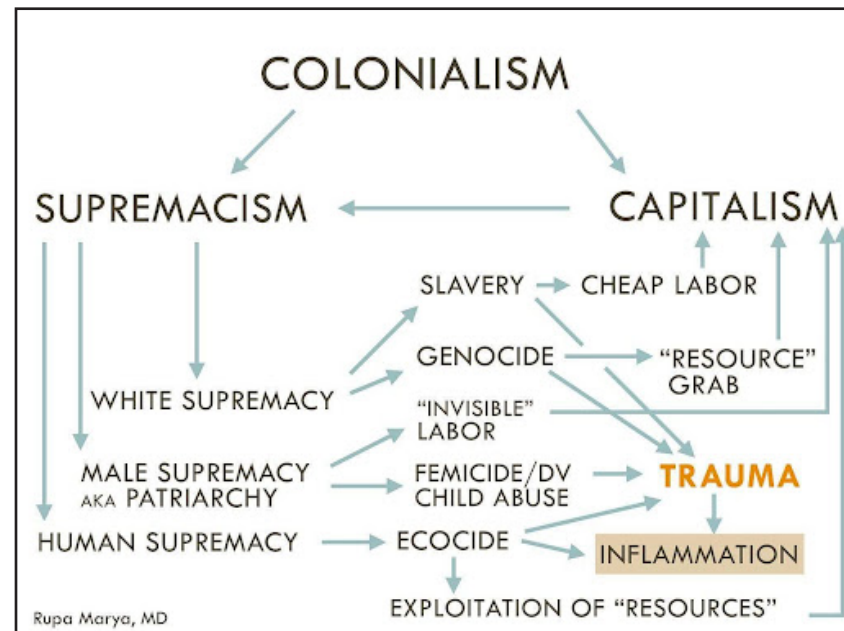 COLONIALISM
SUPREMACISM
CAPITALISM
SLAVERY
CHEAP LABOR
GENOCIDE
“RESOURCE”
GRAB
WHITE SUPREMACY
“INVISIBLE”
LABOR
MALE SUPREMACY
AKA PATRIARCHY
FEMICIDE/DV
CHILD ABUSE
TRAUMA
HUMAN SUPREMACY
ECOCIDE
INFLAMMATION
EXPLOITATION OF “RESOURCES”
Rupa Marya, MD